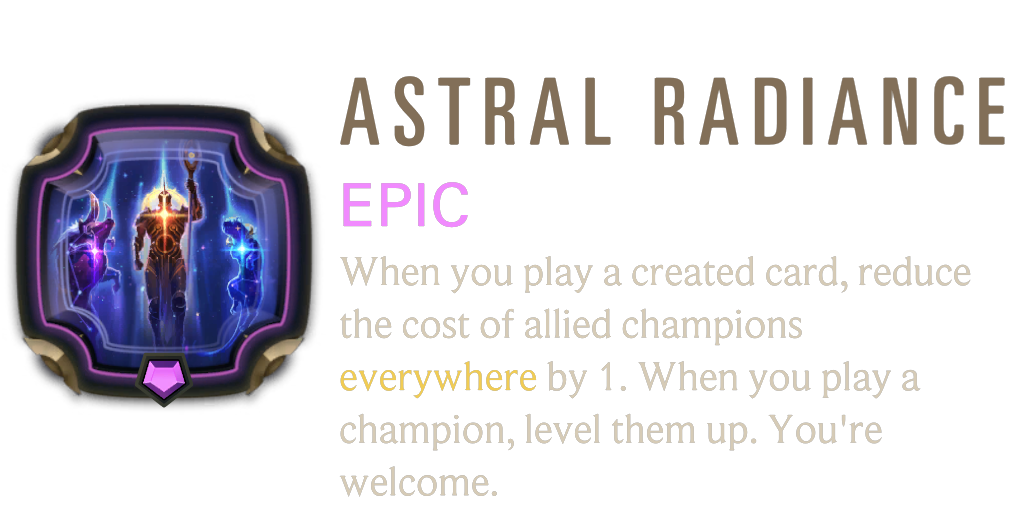 ASTRAL RADIANCE
EPIC
When you play a created card, reduce
the cost of allied champions
everywhere by 1. When you play a
champion, level them up. You're
welcome.